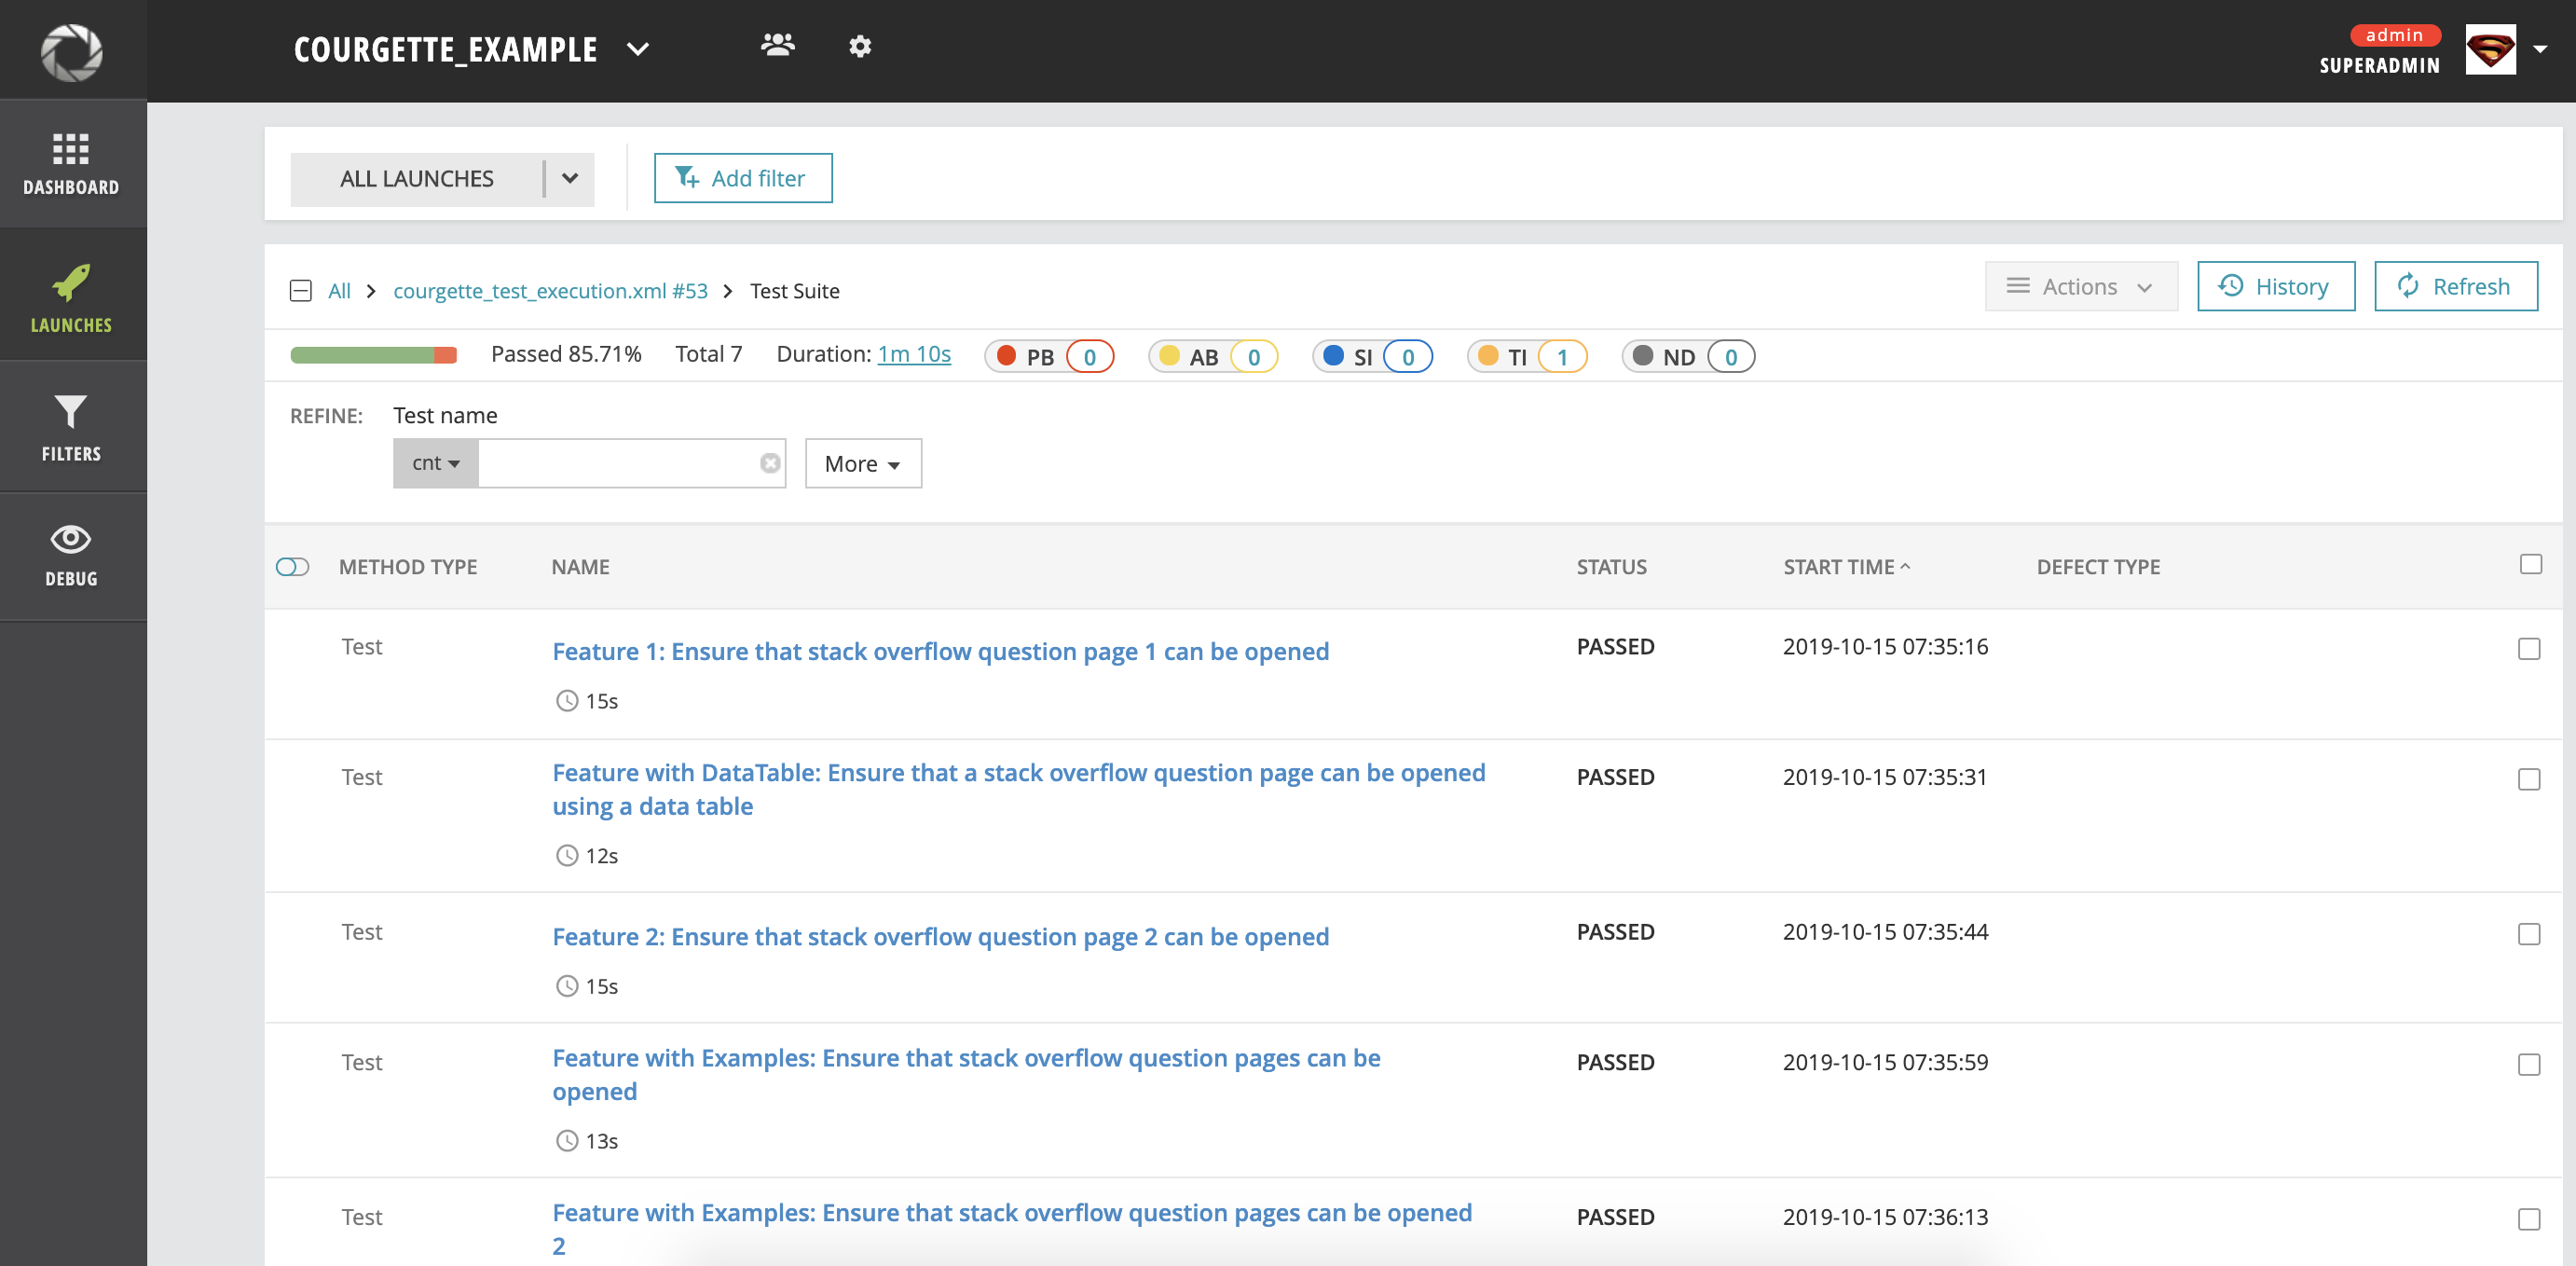 COURGETTE_EXAMPLE
admin
SUPERADMIN
DASHBOARD
LAUNCHES
FILTERS
DEBUG
ALL LAUNCHES
Add filter
All > courgette_test_execution.xml #53 > Test Suite
Actions
History
Refresh
Passed 85.71% Total 7 Duration: 1m 10s PB 0 AB 0 SI 0 TI 1 ND 0
REFINE: Test name
cnt
More
METHOD TYPE NAME STATUS START TIME DEFECT TYPE
Test Feature 1: Ensure that stack overflow question page 1 can be opened PASSED 2019-10-15 07:35:16
15s
Test Feature with DataTable: Ensure that a stack overflow question page can be opened PASSED 2019-10-15 07:35:31
using a data table
12s
Test Feature 2: Ensure that stack overflow question page 2 can be opened PASSED 2019-10-15 07:35:44
15s
Test Feature with Examples: Ensure that stack overflow question pages can be PASSED 2019-10-15 07:35:59
opened
13s
Test Feature with Examples: Ensure that stack overflow question pages can be opened PASSED 2019-10-15 07:36:13
2